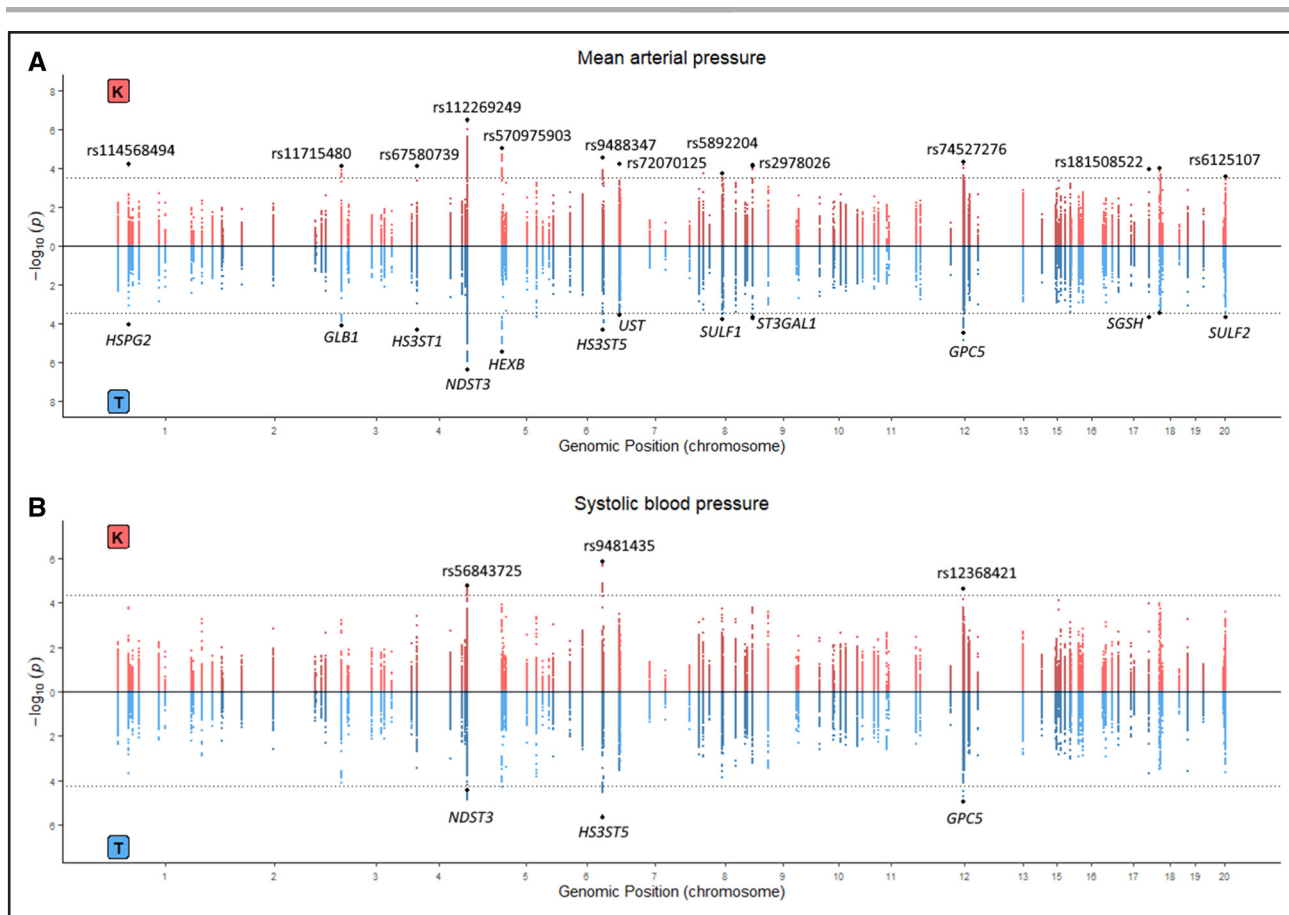 A
Mean arterial pressure
K
rs112269249
rs114568494
rs11715480
rs67580739
rs570975903
rs9488347
rs72070125
rs5892204
rs2978026
rs74527276
rs181508522
rs6125107
8
6
4
2
0
2
4
6
8
−log10 (p)
HSPG2
GLB1
HS3ST1
NDST3
HEXB
HS3ST5
UST
SULF1
ST3GAL1
GPC5
SGSH
SULF2
T
1 2 3 4 5 6 7 8 9 10 11 12 13 15 16 17 18 19 20
Genomic Position (chromosome)
B
Systolic blood pressure
K
rs56843725
rs9481435
rs12368421
6
4
2
0
2
4
6
−log10 (p)
NDST3
HS3ST5
GPC5
T
1 2 3 4 5 6 7 8 9 10 11 12 13 15 16 17 18 19 20
Genomic Position (chromosome)